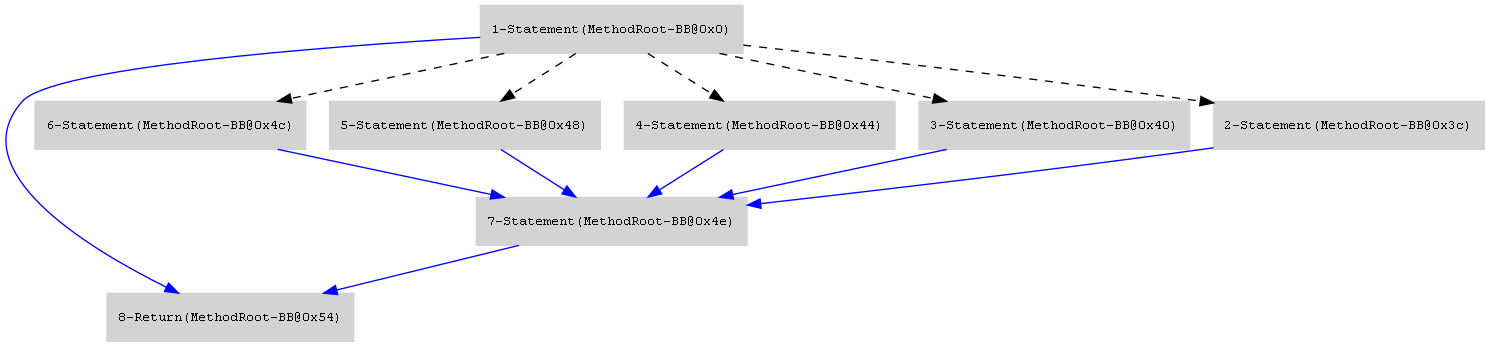 1-Statement(MethodRoot-BB@0x0)
6-Statement(MethodRoot-BB@0x4c)
5-Statement(MethodRoot-BB@0x48)
4-Statement(MethodRoot-BB@0x44)
3-Statement(MethodRoot-BB@0x40)
2-Statement(MethodRoot-BB@0x3c)
7-Statement(MethodRoot-BB@0x4e)
8-Return(MethodRoot-BB@0x54)